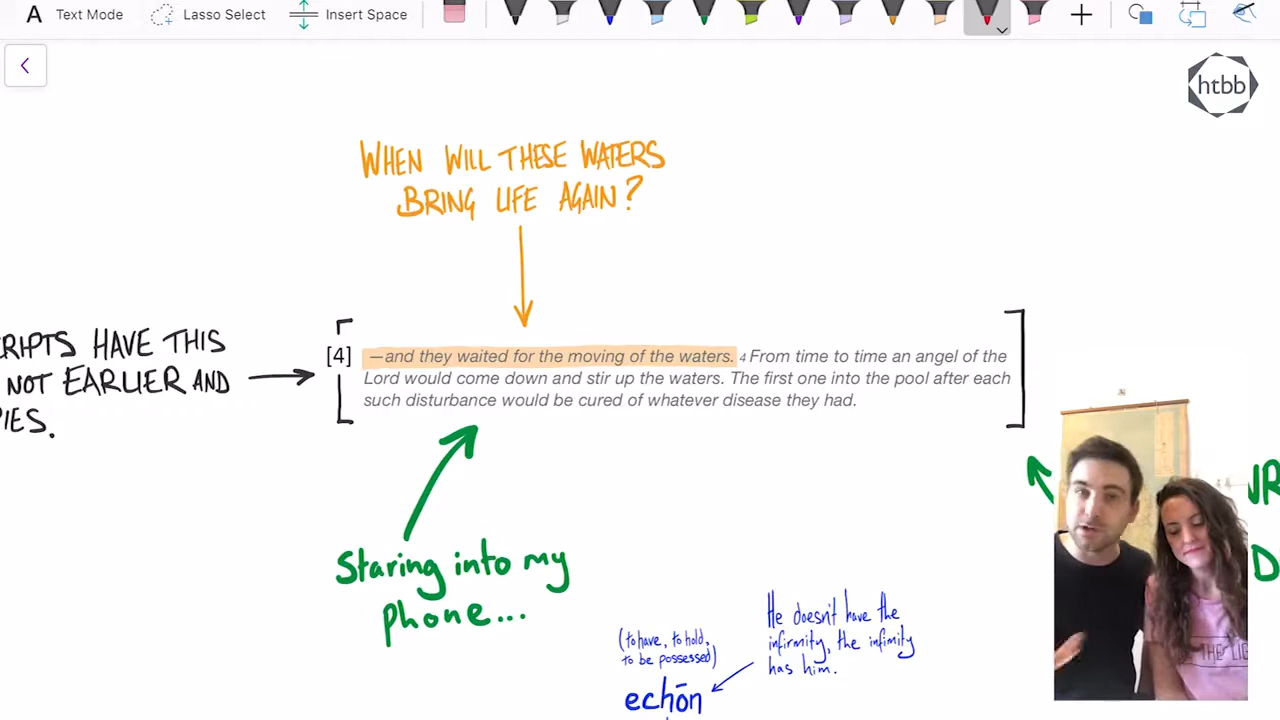 A Text Mode Lasso Select Insert Space
htbb
WHEN WILL THESE WATERS
BRING LIFE AGAIN?
HAVE THIS
NOT EARLIER AND
[4]
—and they waited for the moving of the waters. 4 From time to time an angel of the
Lord would come down and stir up the waters. The first one into the pool after each
such disturbance would be cured of whatever disease they had.
Staring into my
phone...
He doesn't have the
infirmity, the infimity
has him.
(to have, to hold,
to be possessed)
echōn